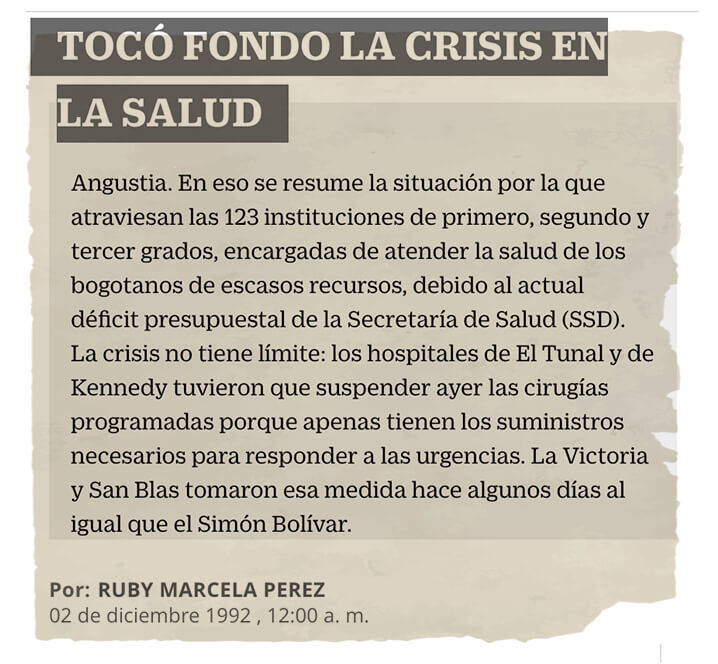 TOCÓ FONDO LA CRISIS EN
LA SALUD
Angustia. En eso se resume la situación por la que
atraviesan las 123 instituciones de primero, segundo y
tercer grados, encargadas de atender la salud de los
bogotanos de escasos recursos, debido al actual
déficit presupuestal de la Secretaría de Salud (SSD).
La crisis no tiene límite: los hospitales de El Tunal y de
Kennedy tuvieron que suspender ayer las cirugías
programadas porque apenas tienen los suministros
necesarios para responder a las urgencias. La Victoria
y San Blas tomaron esa medida hace algunos días al
igual que el Simón Bolívar.
Por: RUBY MARCELA PEREZ
02 de diciembre 1992 , 12:00 a. m.